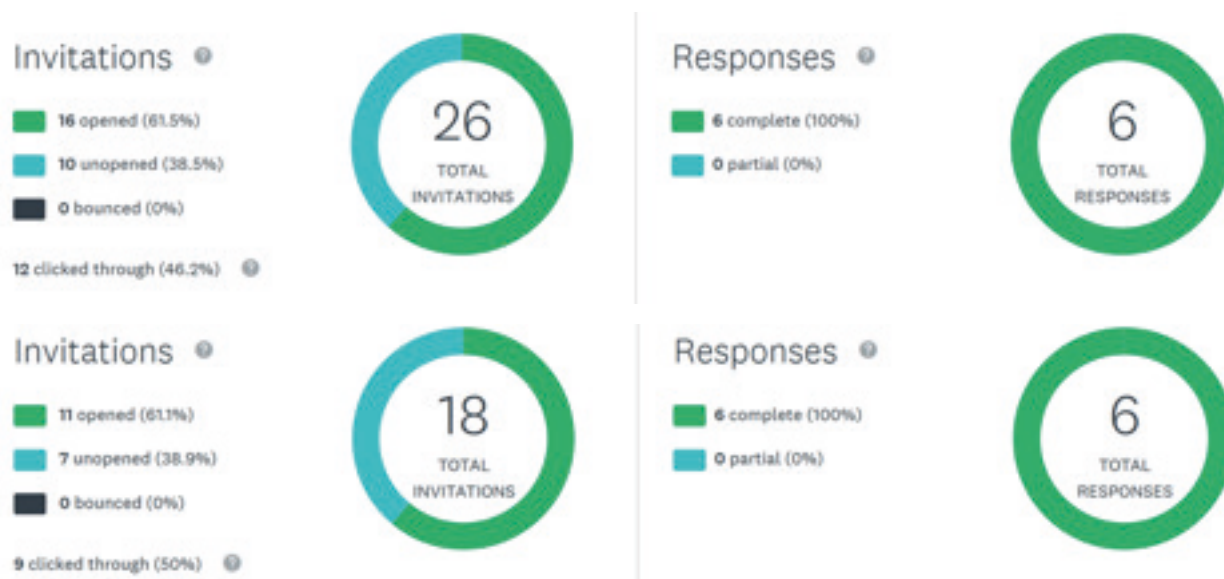 Invitations ?
16 opened (61.5%)
10 unopened (38.5%)
0 bounced (0%)
12 clicked through (46.2%) ?
26
TOTAL
INVITATIONS
Responses ?
6 complete (100%)
0 partial (0%)
6
TOTAL
RESPONSES
Invitations ?
11 opened (61.1%)
7 unopened (38.9%)
0 bounced (0%)
9 clicked through (50%) ?
18
TOTAL
INVITATIONS
Responses ?
6 complete (100%)
0 partial (0%)
6
TOTAL
RESPONSES